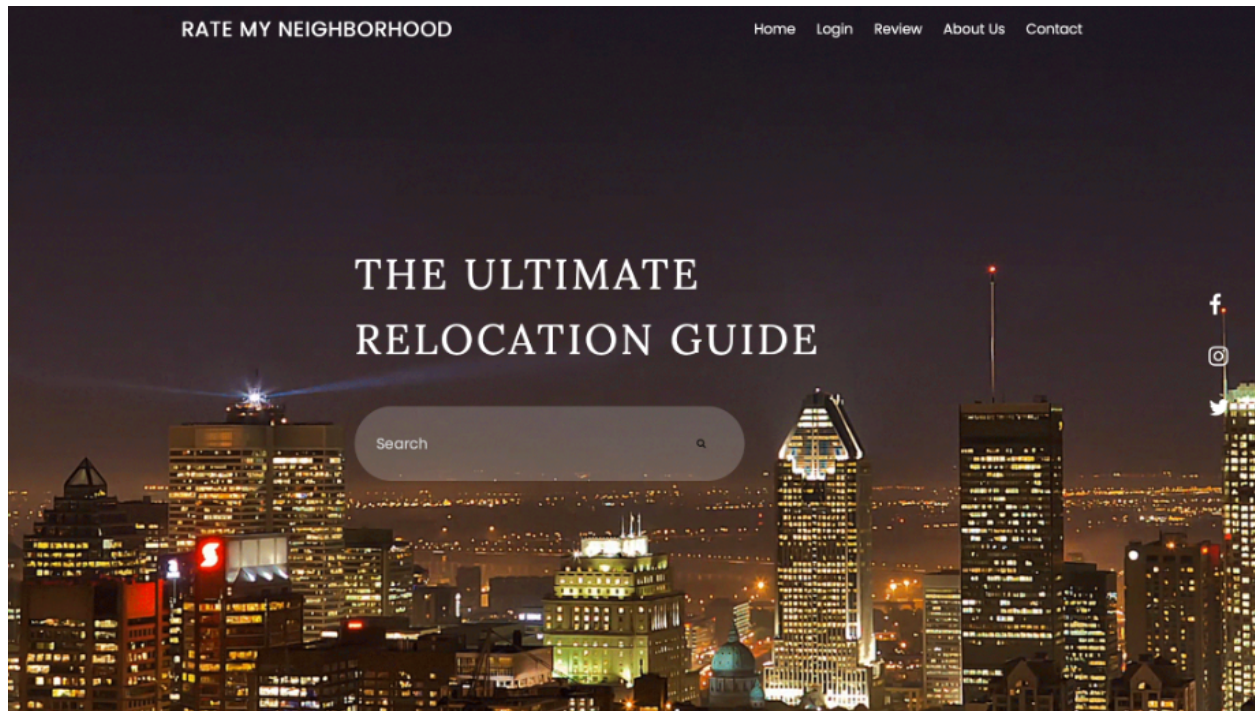 RATE MY NEIGHBORHOOD
Home Login Review About Us Contact
THE ULTIMATE
RELOCATION GUIDE
Search